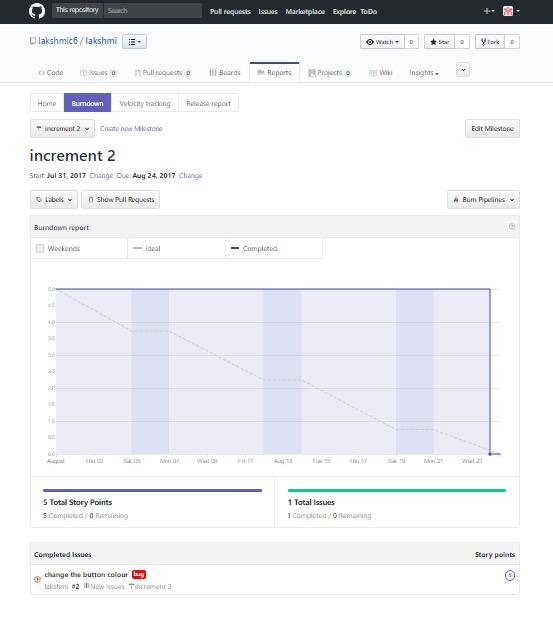 This repository Search Pull requests Issues Marketplace Explore ToDo
lakshmic6 / lakshmi Watch 0 Star 0 Fork 0
Code Issues 0 Pull requests 0 Boards Reports Projects 0 Wiki Insights
Home Burndown Velocity tracking Release report
increment 2 Create new Milestone Edit Milestone
increment 2
Start: Jul 31, 2017 Change Due: Aug 24, 2017 Change
Labels Show Pull Requests Burn Pipelines
Burndown report
Weekends Ideal Completed
5.0
4.5
4.0
3.5
3.0
2.5
2.0
1.5
1.0
0.5
0.0
August Thu 03 Sat 05 Mon 07 Wed 09 Fri 11 Aug 13 Tue 15 Thu 17 Sat 19 Mon 21 Wed 23
5 Total Story Points 1 Total Issues
5 Completed / 0 Remaining 1 Completed / 0 Remaining
Completed Issues Story points
change the button colour bug 5
lakshmi #2 New Issues increment 2